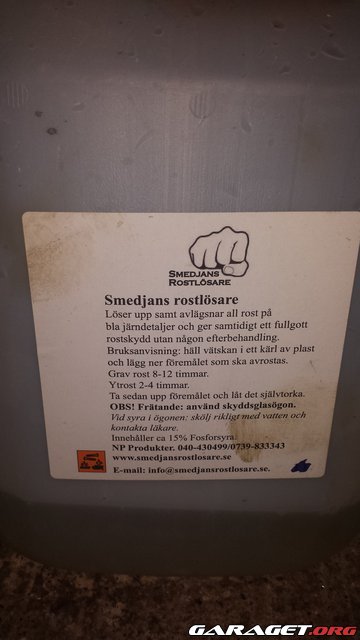 SMEDJANS
ROSTLÖSARE
Smedjans rostlösare
Löser upp samt avlägsnar all rost på
bla järndetaljer och ger samtidigt ett fullgott
rostskydd utan någon efterbehandling.
Bruksanvisning: häll vätskan i ett kärl av plast
och lägg ner föremålet som ska avrostas.
Grav rost 8-12 timmar.
Ytrost 2-4 timmar.
Ta sedan upp föremålet och låt det självtorka.
OBS! Frätande: använd skyddsglasögon.
Vid syra i ögonen: skölj rikligt med vatten och
kontakta läkare.
Innehåller ca 15% Fosforsyra:
NP Produkter. 040-430499/0739-833343
www.smedjansrostlosare.se
E-mail: info@smedjansrostlosare.se.
GARAGET.ORG